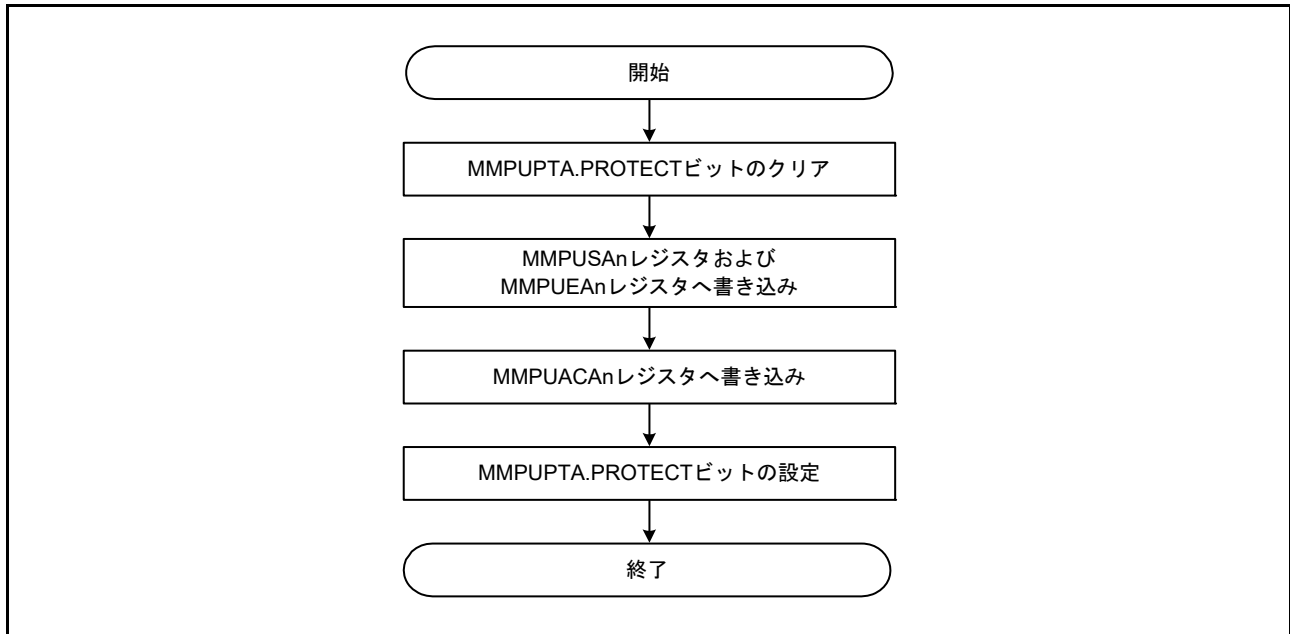 開始
MMPUPTA.PROTECTビットのクリア
MMPUSAnレジスタおよび
MMPUEAnレジスタへ書き込み
MMPUACAnレジスタへ書き込み
MMPUPTA.PROTECTビットの設定
終了